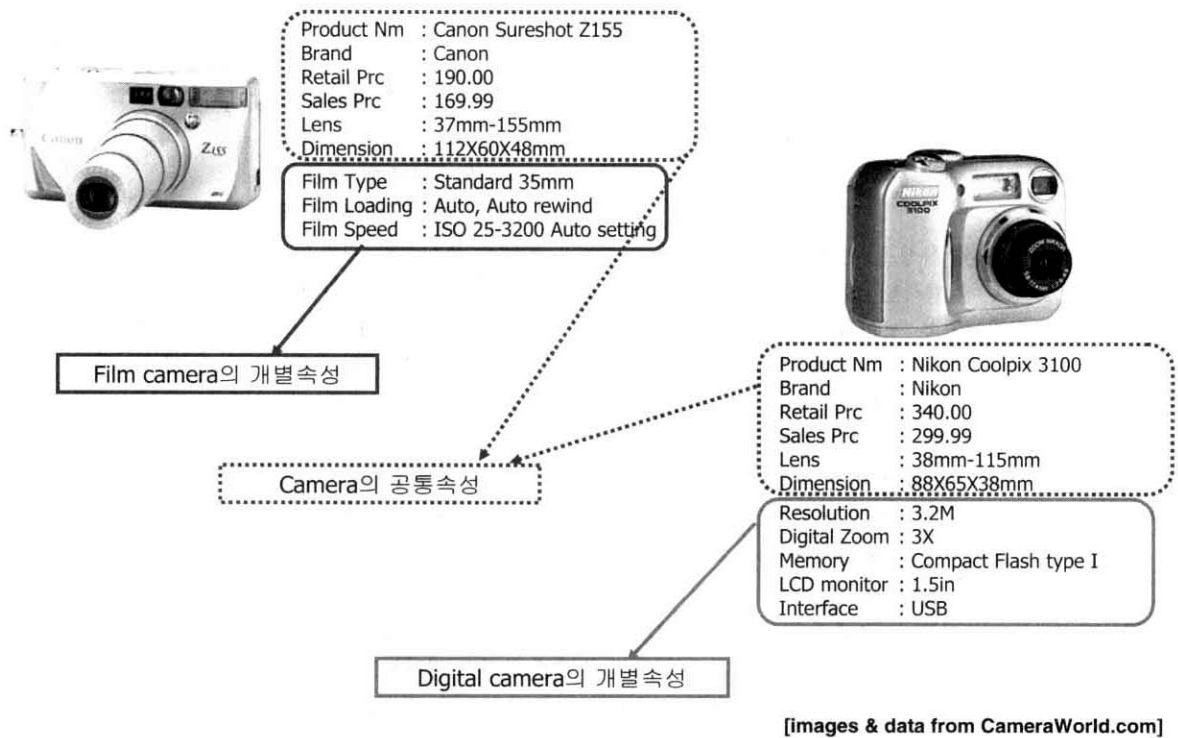 Product Nm : Canon Sureshot Z155
Brand : Canon
Retail Prc : 190.00
Sales Prc : 169.99
Lens : 37mm-155mm
Dimension : 112X60X48mm
Film Type : Standard 35mm
Film Loading : Auto, Auto rewind
Film Speed : ISO 25-3200 Auto setting
Canon
Z155
Film camera의 개별속성
Nikon
COOLPIX
3100
Product Nm : Nikon Coolpix 3100
Brand : Nikon
Retail Prc : 340.00
Sales Prc : 299.99
Lens : 38mm-115mm
Dimension : 88X65X38mm
Camera의 공통속성
Resolution : 3.2M
Digital Zoom : 3X
Memory : Compact Flash type I
LCD monitor : 1.5in
Interface : USB
Digital camera의 개별속성
[images & data from CameraWorld.com]